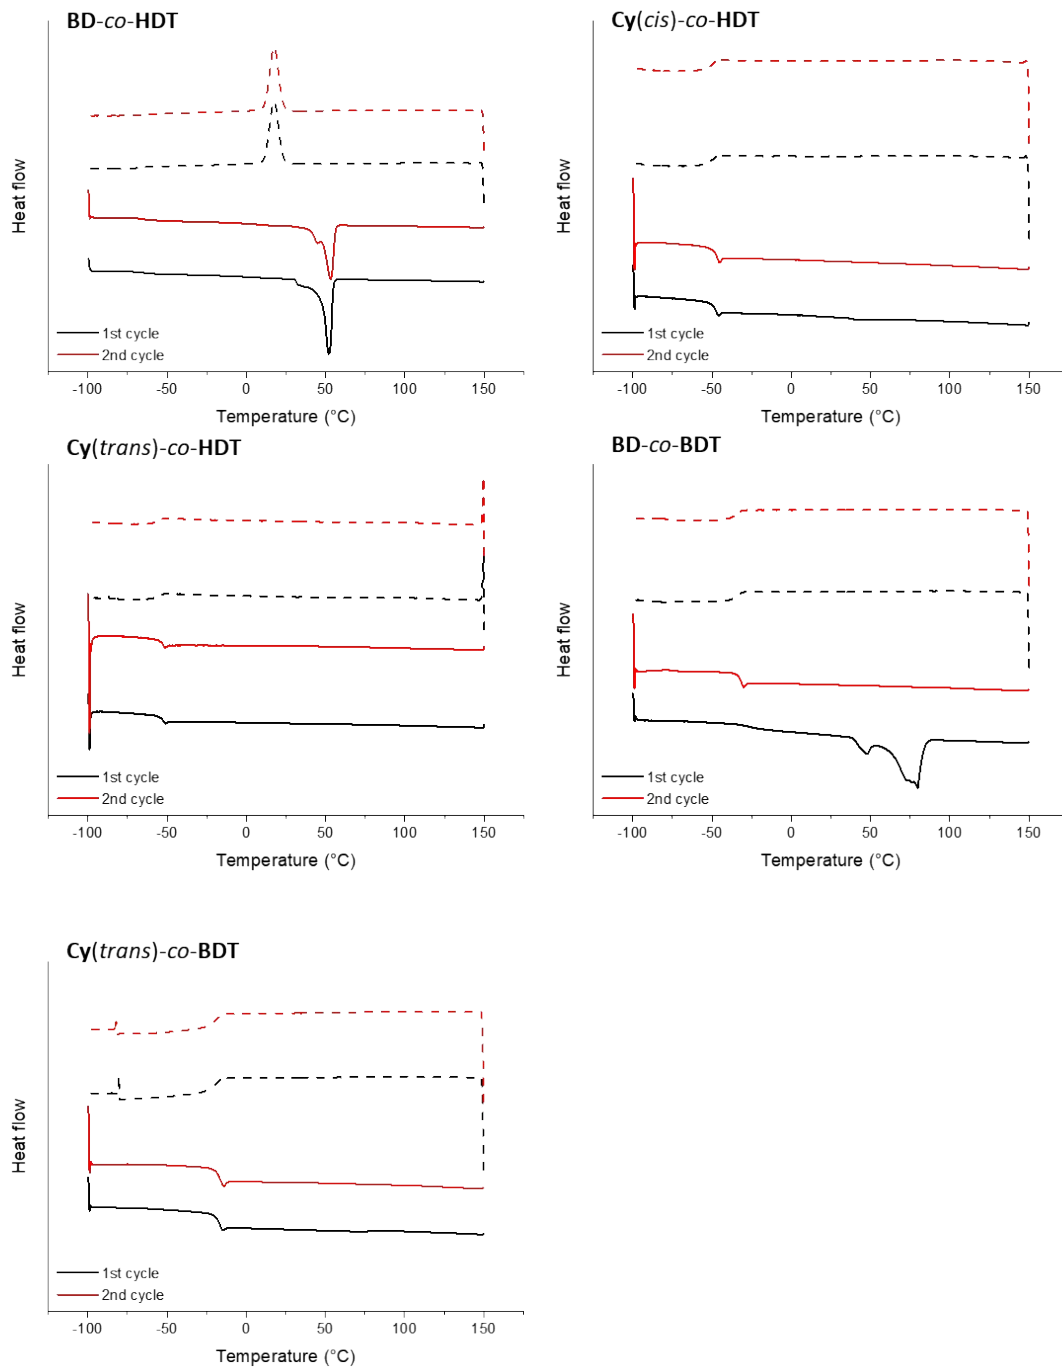 BD-co-HDT
Heat flow
1st cycle
2nd cycle
-100 -50 0 50 100 150
Temperature (°C)
Cy(cis)-co-HDT
Heat flow
1st cycle
2nd cycle
-100 -50 0 50 100 150
Temperature (°C)
Cy(trans)-co-HDT
Heat flow
1st cycle
2nd cycle
-100 -50 0 50 100 150
Temperature (°C)
BD-co-BDT
Heat flow
1st cycle
2nd cycle
-100 -50 0 50 100 150
Temperature (°C)
Cy(trans)-co-BDT
Heat flow
1st cycle
2nd cycle
-100 -50 0 50 100 150
Temperature (°C)